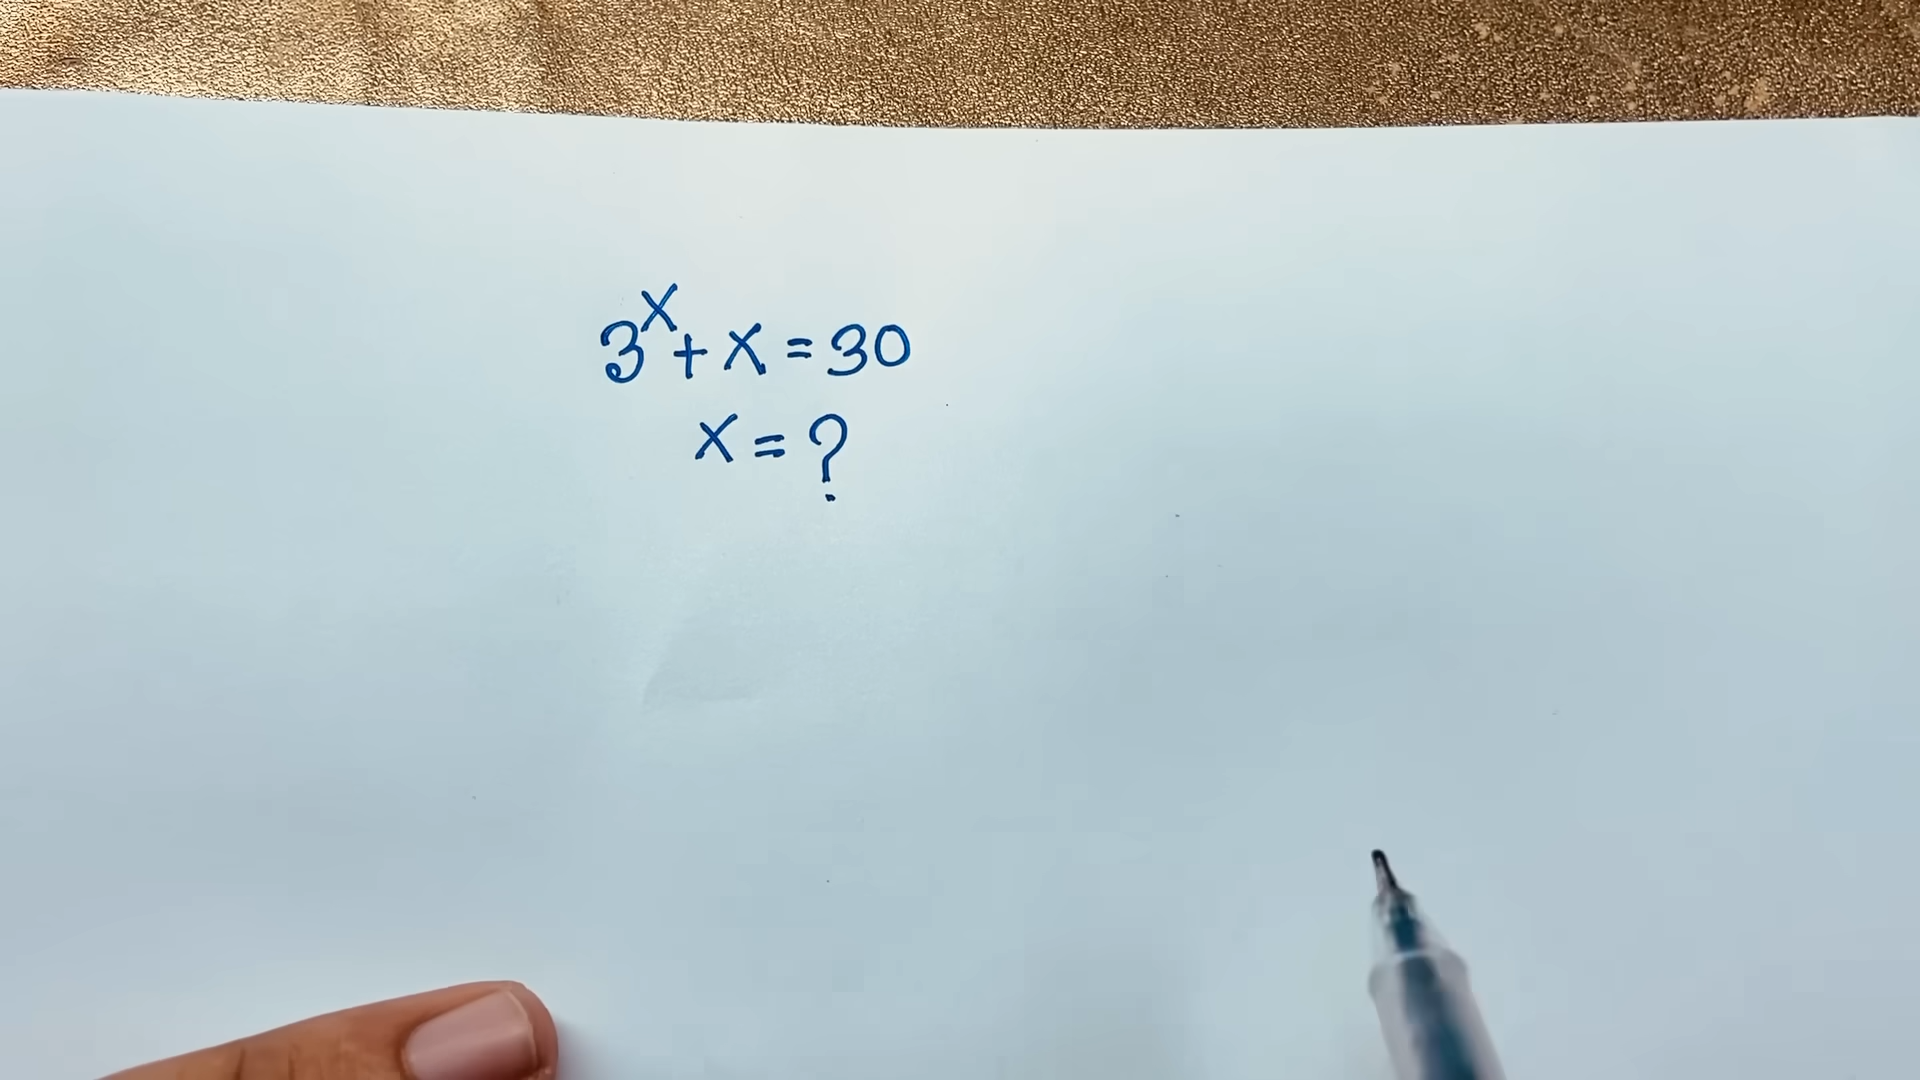 3^x + x = 30
x = ?